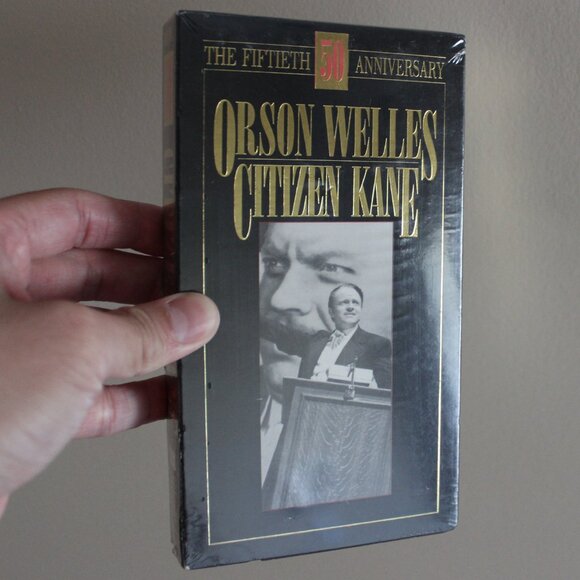 THE FIFTIETH 50 ANNIVERSARY
ORSON WELLES
CITIZEN KANE